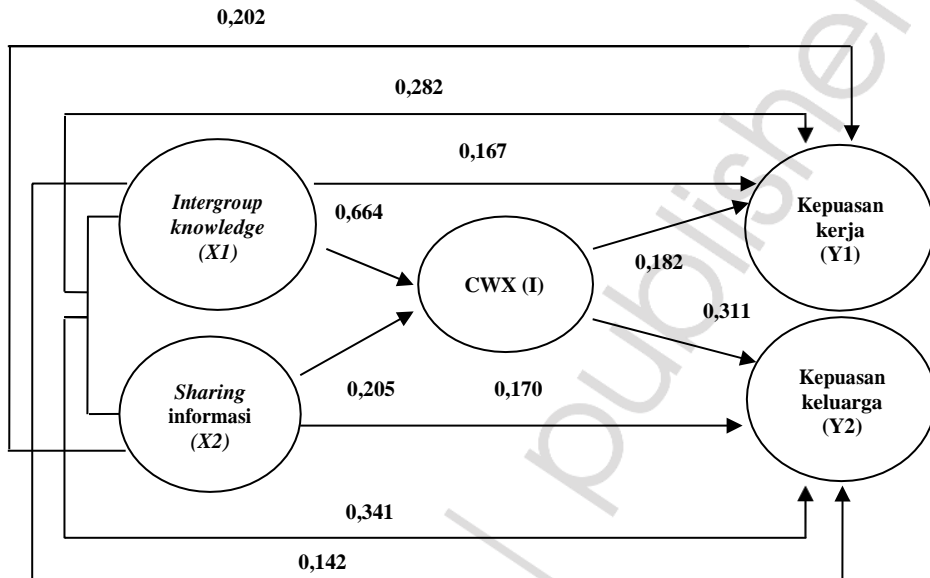 0,202
0,282
0,167
Intergroup
knowledge
(X1)
0,664
Kepuasan
kerja
(Y1)
CWX (I)
0,182
0,311
Sharing
informasi
(X2)
0,205
0,170
Kepuasan
keluarga
(Y2)
0,341
0,142
publisher